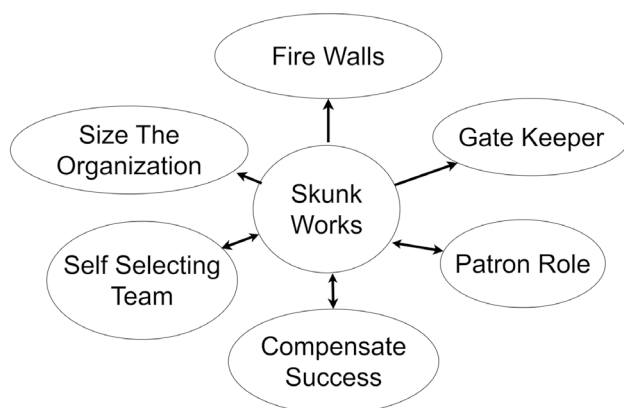 Fire Walls
Size The
Organization
Gate Keeper
Skunk
Works
Self Selecting
Team
Patron Role
Compensate
Success